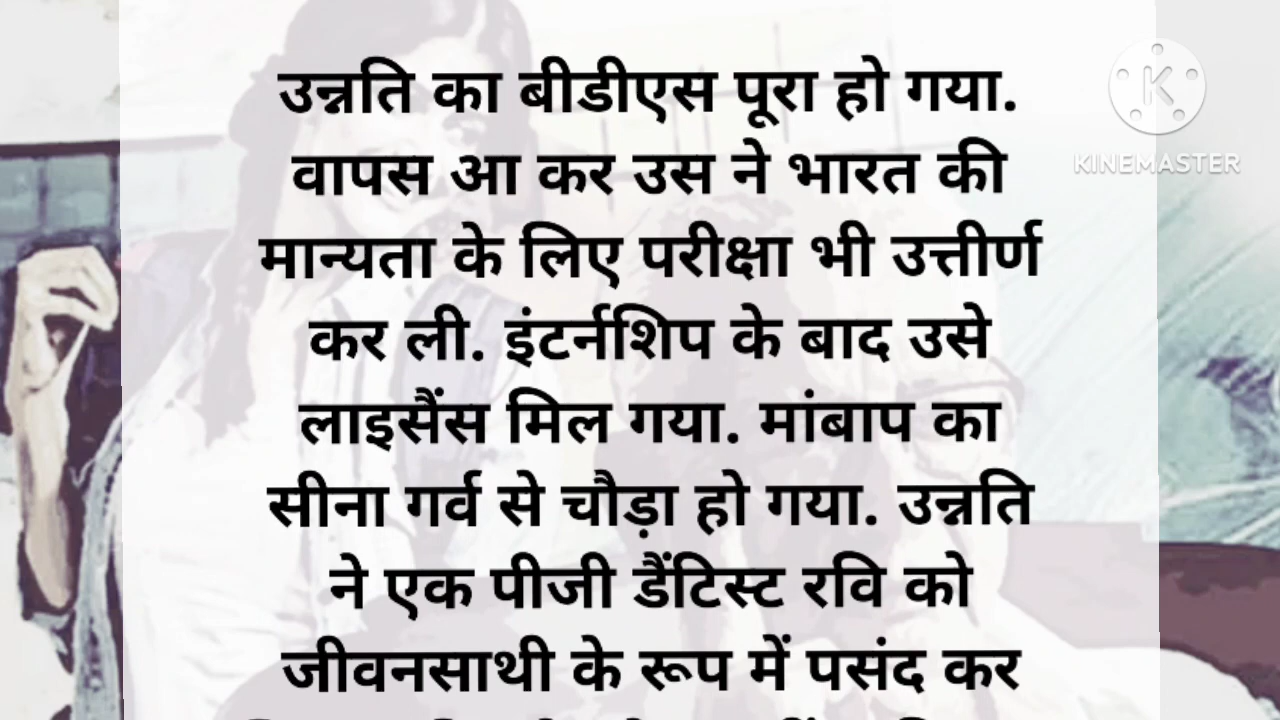 उन्नति का बीडीएस पूरा हो गया.
वापस आ कर उस ने भारत की
मान्यता के लिए परीक्षा भी उत्तीर्ण
कर ली. इंटर्नशिप के बाद उसे
लाइसैंस मिल गया. मांबाप का
सीना गर्व से चौड़ा हो गया. उन्नति
ने एक पीजी डैंटिस्ट रवि को
जीवनसाथी के रूप में पसंद कर
K
KINEMASTER